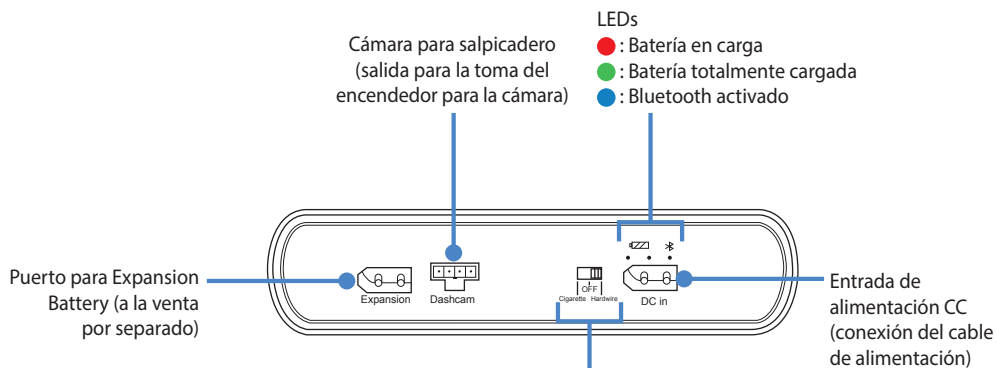 LEDs
: Batería en carga
: Batería totalmente cargada
: Bluetooth activado
Cámara para salpicadero
(salida para la toma del
encendedor para la cámara)
Puerto para Expansion
Battery (a la venta
por separado)
Expansion
Dashcam
OFF
Cigarette Hardwire
DC in
Entrada de
alimentación CC
(conexión del cable
de alimentación)